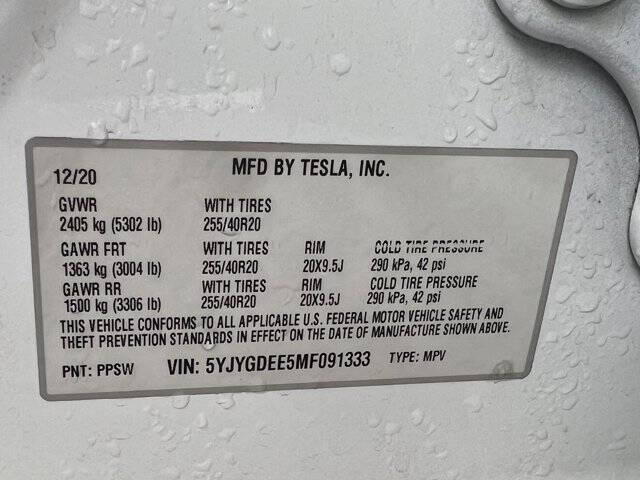 12/20 MFD BY TESLA, INC.
GVWR WITH TIRES
2405 kg (5302 lb) 255/40R20
GAWR FRT WITH TIRES RIM COLD TIRE PRESSURE
1363 kg (3004 lb) 255/40R20 20X9.5J 290 kPa, 42 psi
GAWR RR WITH TIRES RIM COLD TIRE PRESSURE
1500 kg (3306 lb) 255/40R20 20X9.5J 290 kPa, 42 psi
THIS VEHICLE CONFORMS TO ALL APPLICABLE U.S. FEDERAL MOTOR VEHICLE SAFETY AND
THEFT PREVENTION STANDARDS IN EFFECT ON THE DATE OF MANUFACTURE SHOWN ABOVE.
PNT: PPSW VIN: 5YJYGDEE5MF091333 TYPE: MPV